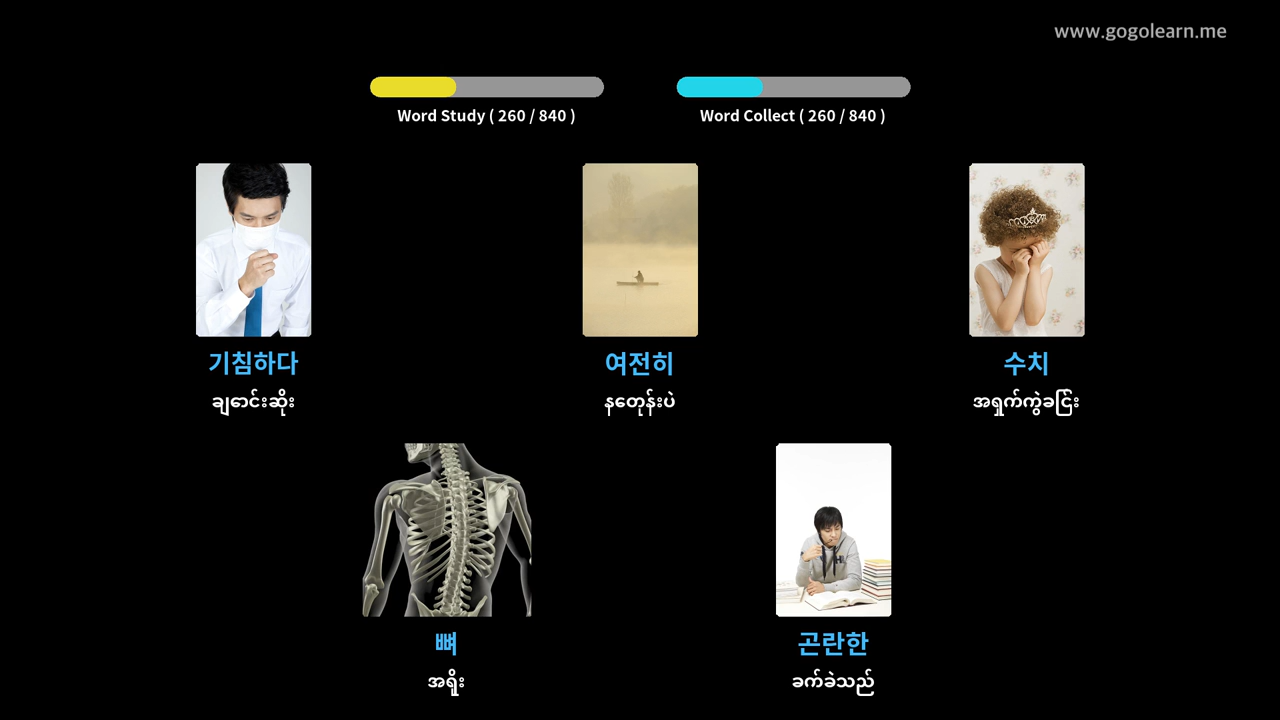 www.gogolearn.me
Word Study ( 260 / 840 )
Word Collect ( 260 / 840 )
기침하다
ချောင်းဆိုး
여전히
နတေုန်းပဲ
수치
အရှက်ကွဲခြင်း
뼈
အရိုး
곤란한
ခက်ခဲသည်